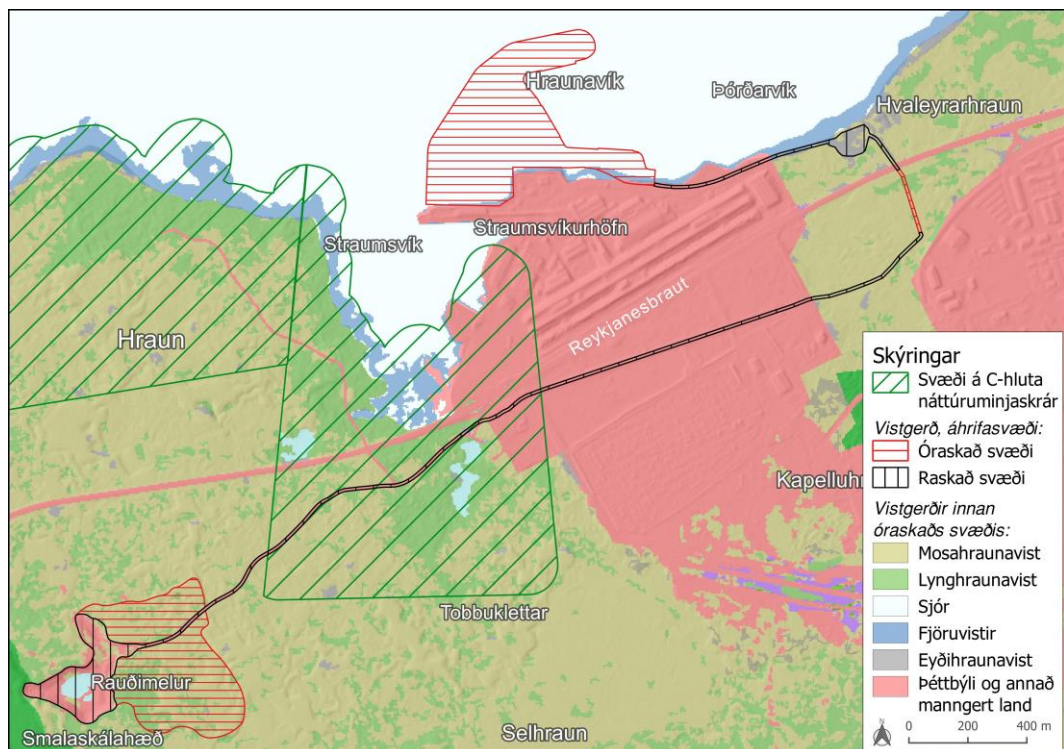 Hraunavík
Þórðarvík
Hvaleyrarhraun
Straumsvíkurhöfn
Straumsvík
Reykjanesbraut
Hraun
Tobbuklettar
Rauðimelur
Smalaskálahæð
Selhraun
Skýringar
Svæði á C-hluta
náttúruminjaskrár
Vistgerð, áhrifasvæði:
Óraskað svæði
Raskað svæði
Vistgerðir innan
óraskaðs svæðis:
Mosahraunavist
Lynghraunavist
Sjór
Fjöruvistir
Eyðihraunavist
Þéttbýli og annað
manngert land
N
0 200 400 m